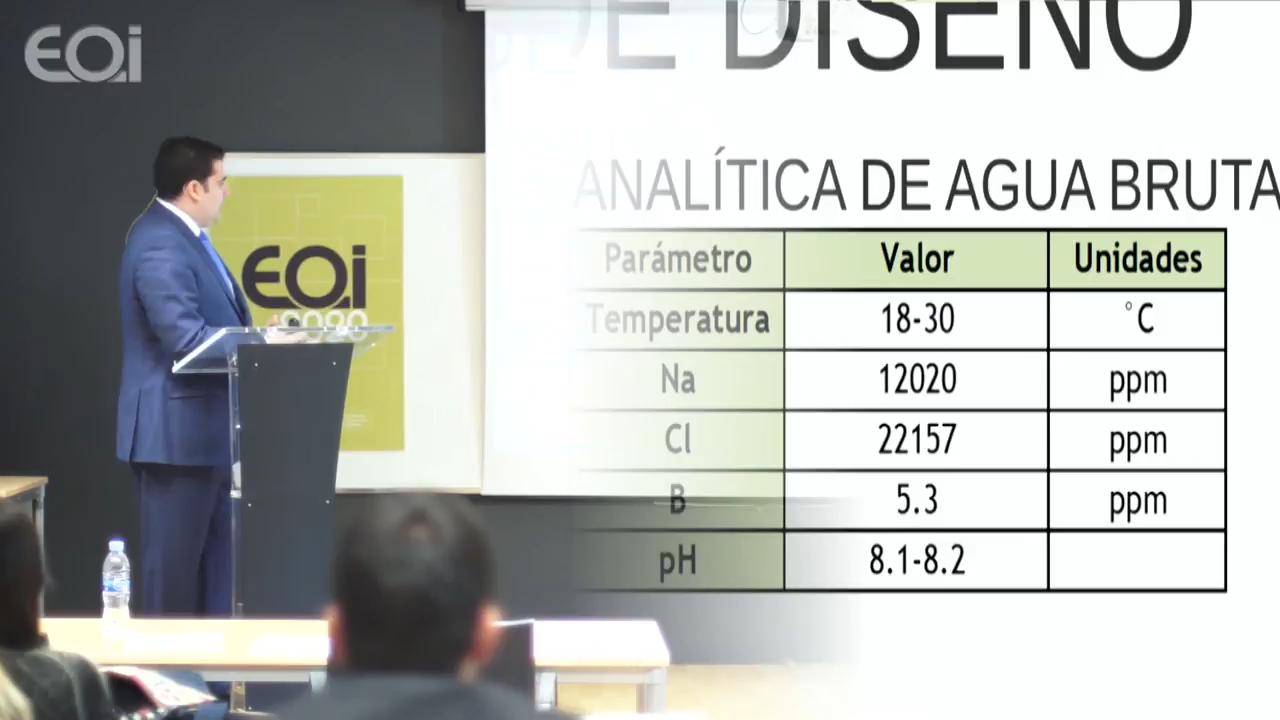 EOi
DE DISEÑO
ANALÍTICA DE AGUA BRUTA
Parámetro Valor Unidades
Temperatura 18-30 °C
Na 12020 ppm
Cl 22157 ppm
B 5.3 ppm
pH 8.1-8.2
EOi
2020